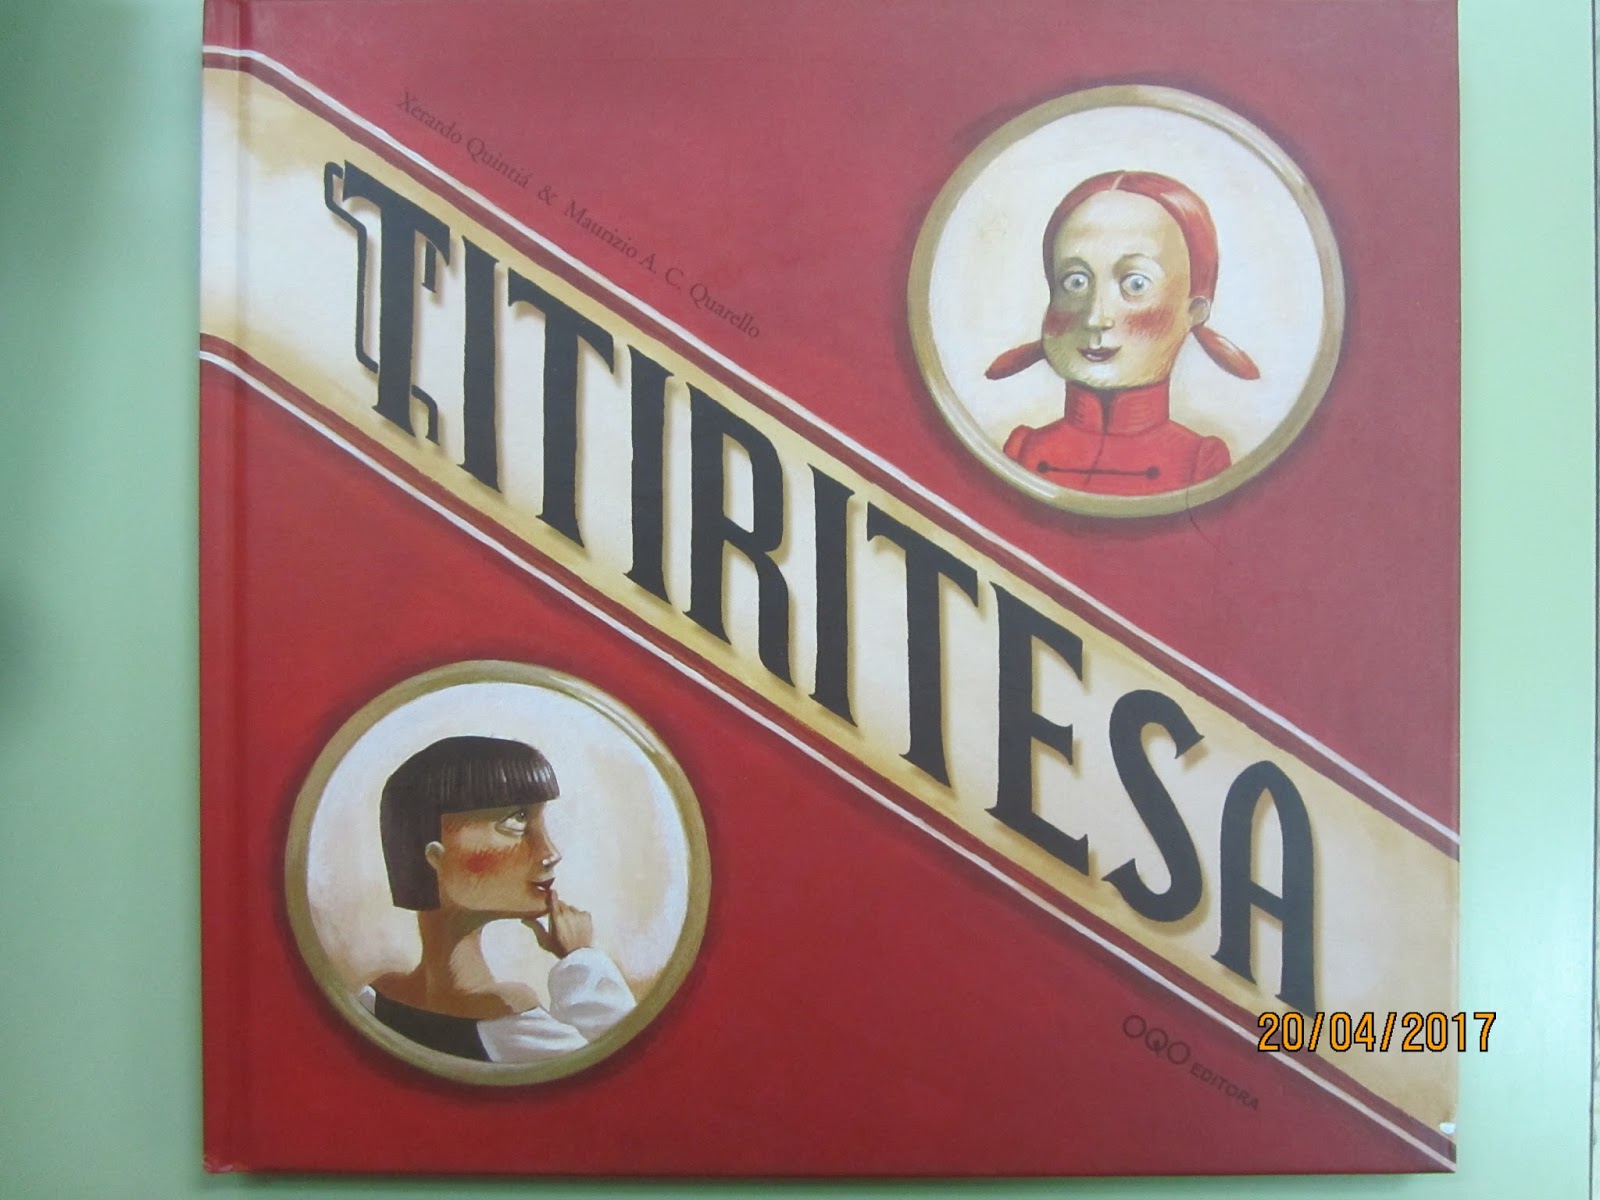 Xerardo Quintiá & Maurizio A. C. Quarello
TITIRITESA
OQO EDITORA
20/04/2017